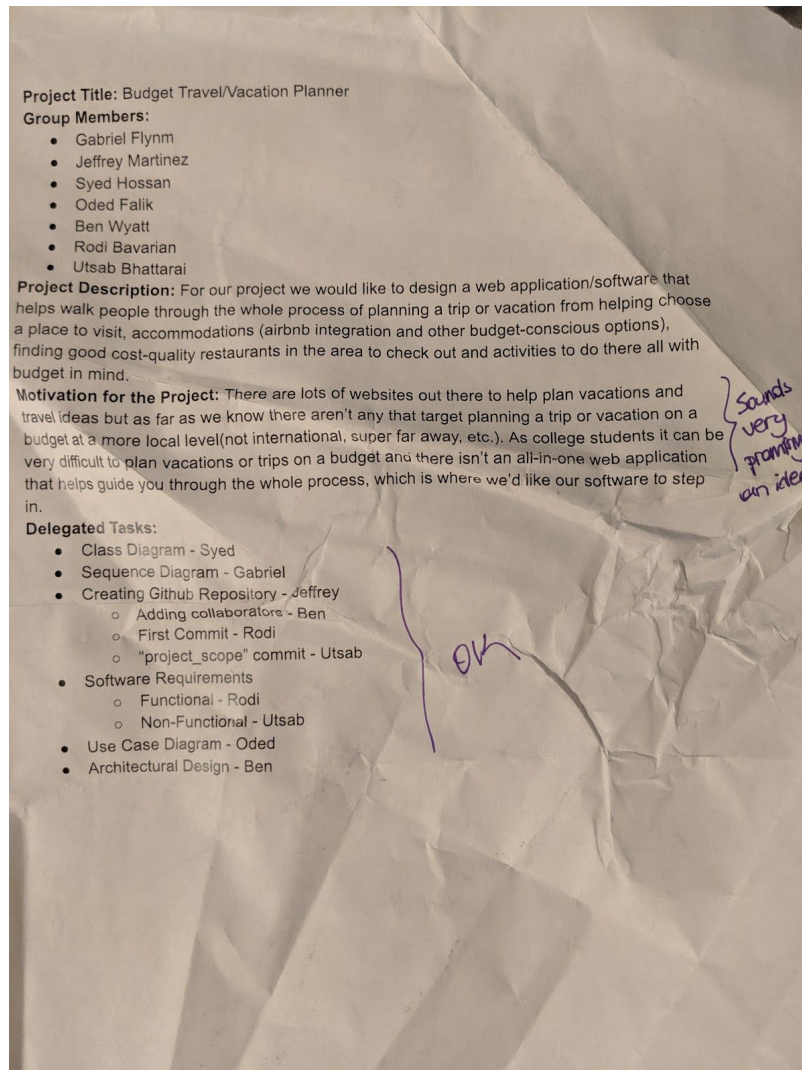 Project Title: Budget Travel/Vacation Planner
Group Members:
• Gabriel Flynm
• Jeffrey Martinez
• Syed Hossan
• Oded Falik
• Ben Wyatt
• Rodi Bavarian
• Utsab Bhattarai
Project Description: For our project we would like to design a web application/software that
helps walk people through the whole process of planning a trip or vacation from helping choose
a place to visit, accommodations (airbnb integration and other budget-conscious options),
finding good cost-quality restaurants in the area to check out and activities to do there all with
budget in mind.
Motivation for the Project: There are lots of websites out there to help plan vacations and
travel ideas but as far as we know there aren't any that target planning a trip or vacation on a
budget at a more local level(not international, super far away, etc.). As college students it can be
very difficult to plan vacations or trips on a budget and there isn't an all-in-one web application
that helps guide you through the whole process, which is where we'd like our software to step
in.
Sounds
very
an
Delegated Tasks:
• Class Diagram - Syed
• Sequence Diagram - Gabriel
• Creating Github Repository - Jeffrey
○ Adding collaborators - Ben
○ First Commit - Rodi
○ "project_scope" commit - Utsab
• Software Requirements
○ Functional - Rodi
○ Non-Functional - Utsab
• Use Case Diagram - Oded
• Architectural Design - Ben
OK